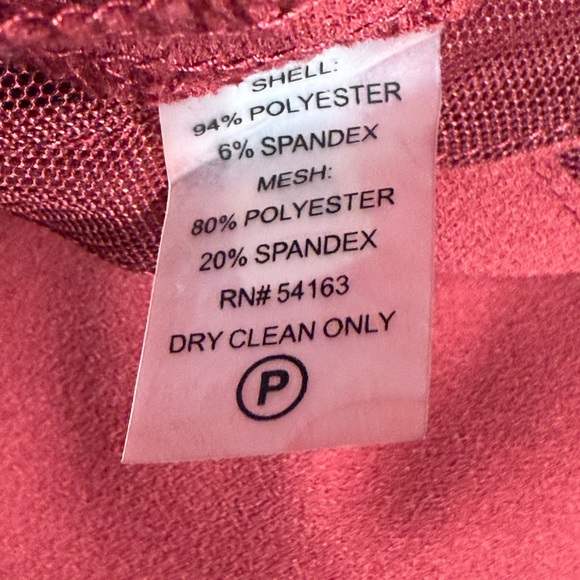 SHELL:
94% POLYESTER
6% SPANDEX
MESH:
80% POLYESTER
20% SPANDEX
RN# 54163
DRY CLEAN ONLY
P